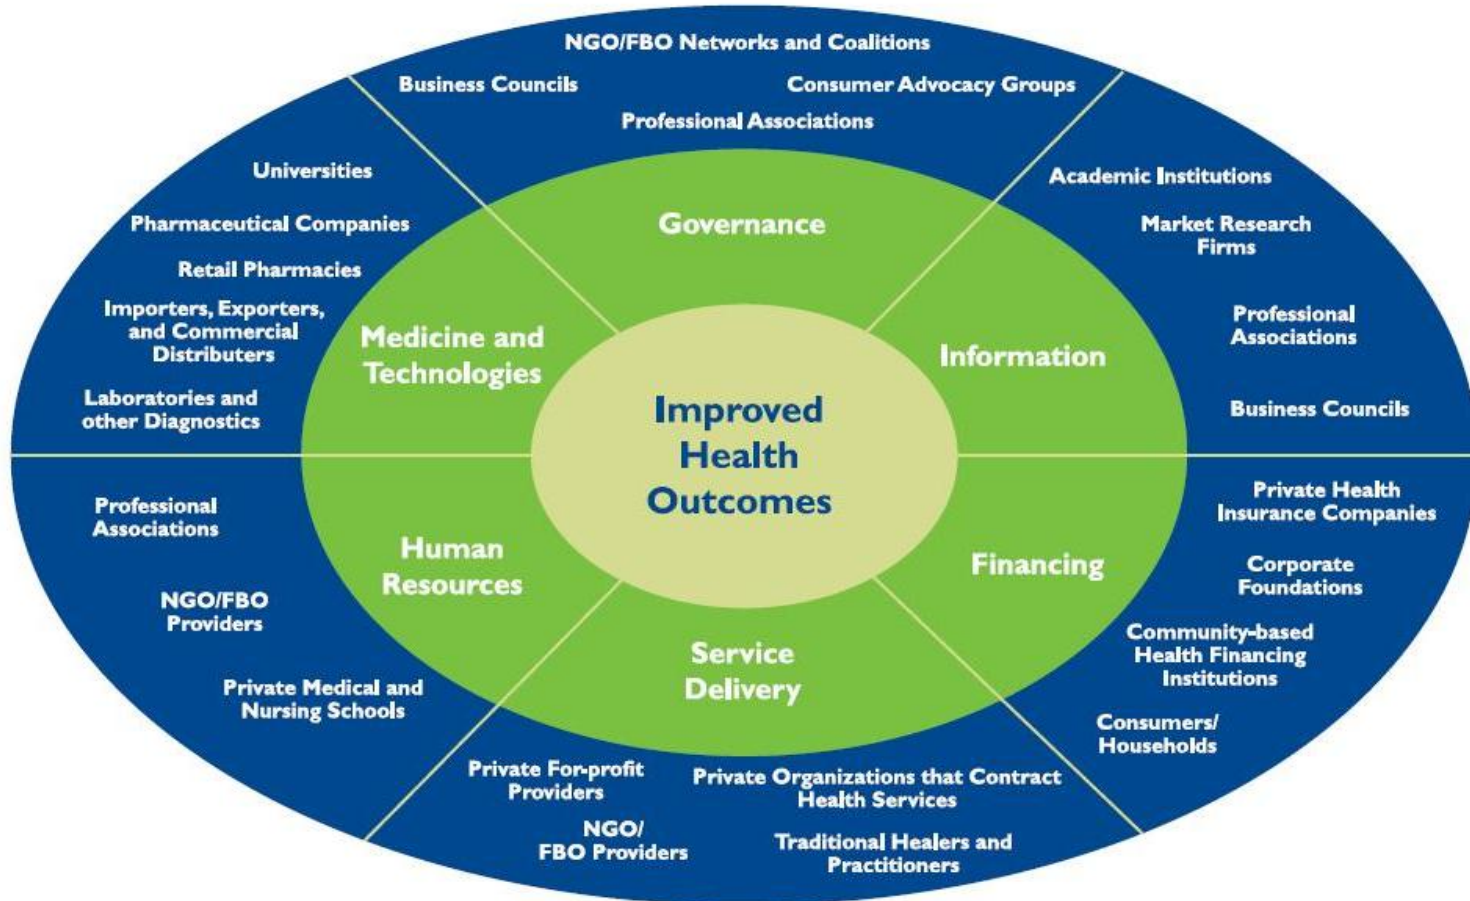 NGO/FBO Networks and Coalitions
Business Councils
Consumer Advocacy Groups
Professional Associations
Governance
Academic Institutions
Market Research
Firms
Professional
Associations
Business Councils
Information
Private Health
Insurance Companies
Corporate
Foundations
Community-based
Health Financing
Institutions
Consumers/
Households
Financing
Service
Delivery
Private For-profit
Providers
Private Organizations that Contract
Health Services
NGO/
FBO Providers
Traditional Healers and
Practitioners
Human
Resources
Professional
Associations
NGO/FBO
Providers
Private Medical and
Nursing Schools
Medicine and
Technologies
Universities
Pharmaceutical Companies
Retail Pharmacies
Importers, Exporters,
and Commercial
Distributers
Laboratories and
other Diagnostics
Improved
Health
Outcomes